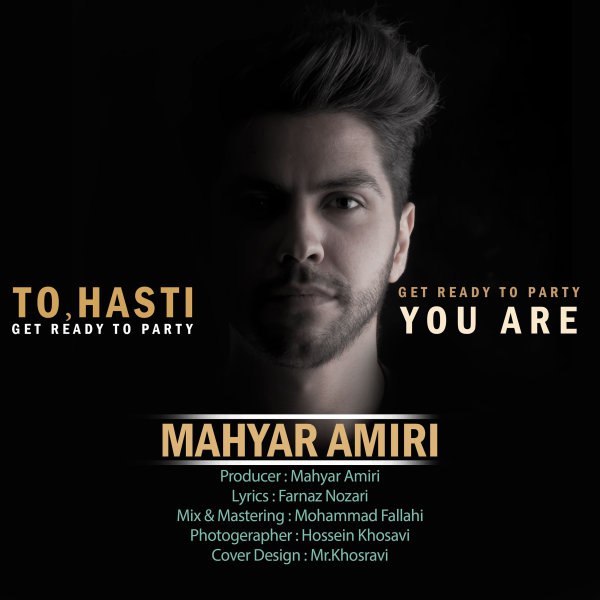 TO,HASTI
GET READY TO PARTY
GET READY TO PARTY
YOU ARE
MAHYAR AMIRI
Producer : Mahyar Amiri
Lyrics : Farnaz Nozari
Mix & Mastering : Mohammad Fallahi
Photogerapher : Hossein Khosavi
Cover Design : Mr.Khosravi